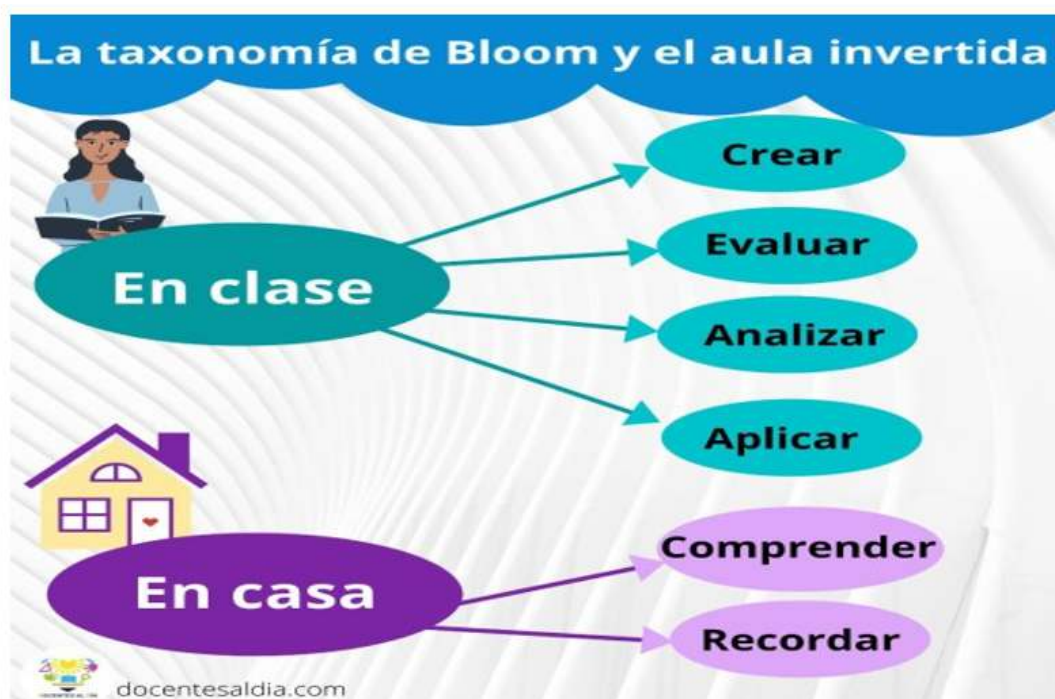 La taxonomía de Bloom y el aula invertida
Crear
Evaluar
En clase
Analizar
Aplicar
Comprender
En casa
Recordar
docentesaldia.com